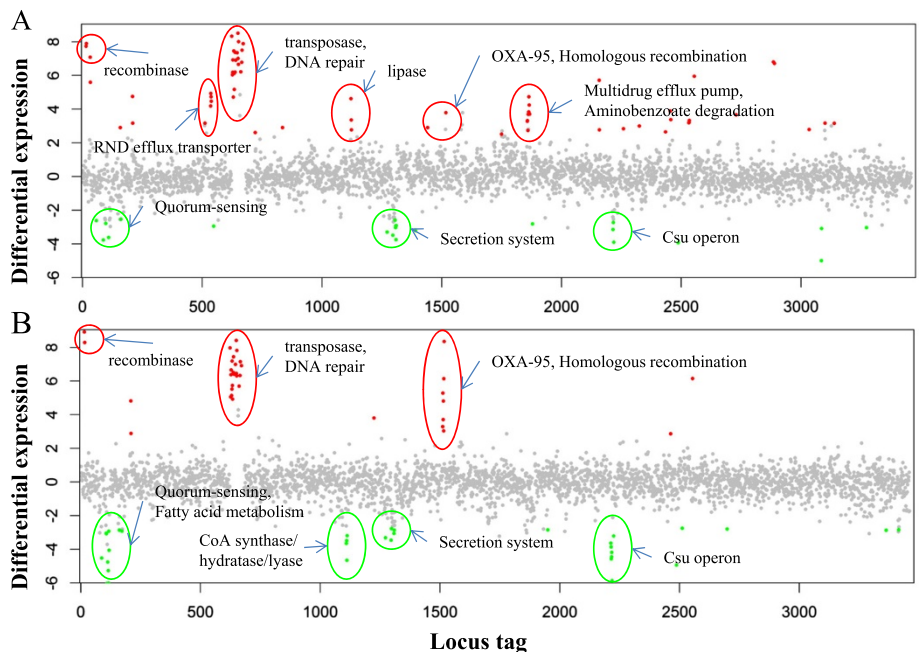 A
Differential expression
8
6
4
2
0
-2
-4
-6
recombinase
transposase,
DNA repair
lipase
OXA-95, Homologous recombination
Multidrug efflux pump,
Aminobenzoate degradation
RND efflux transporter
Quorum-sensing
Secretion system
Csu operon
0 500 1000 1500 2000 2500 3000
B
Differential expression
8
6
4
2
0
-2
-4
-6
recombinase
transposase,
DNA repair
OXA-95, Homologous recombination
Quorum-sensing,
Fatty acid metabolism
CoA synthase/
hydratase/lyase
Secretion system
Csu operon
0 500 1000 1500 2000 2500 3000
Locus tag